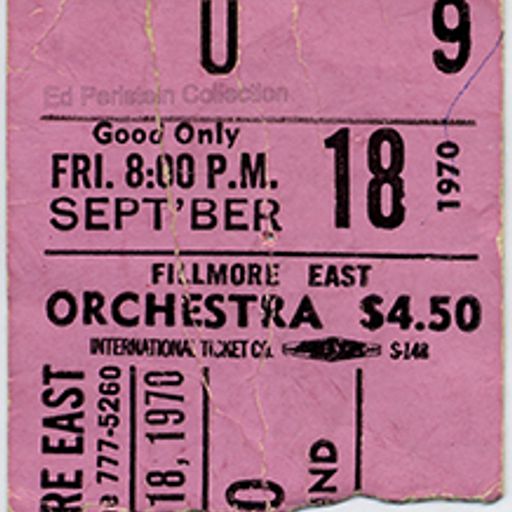 U 9
Ed Perlstein Collection
Good Only
FRI. 8:00 P.M. 18 1970
SEPT'BER
FILLMORE EAST
ORCHESTRA $4.50
INTERNATIONAL TICKET CO. S-148
RE EAST
777-5260
18, 1970
ND